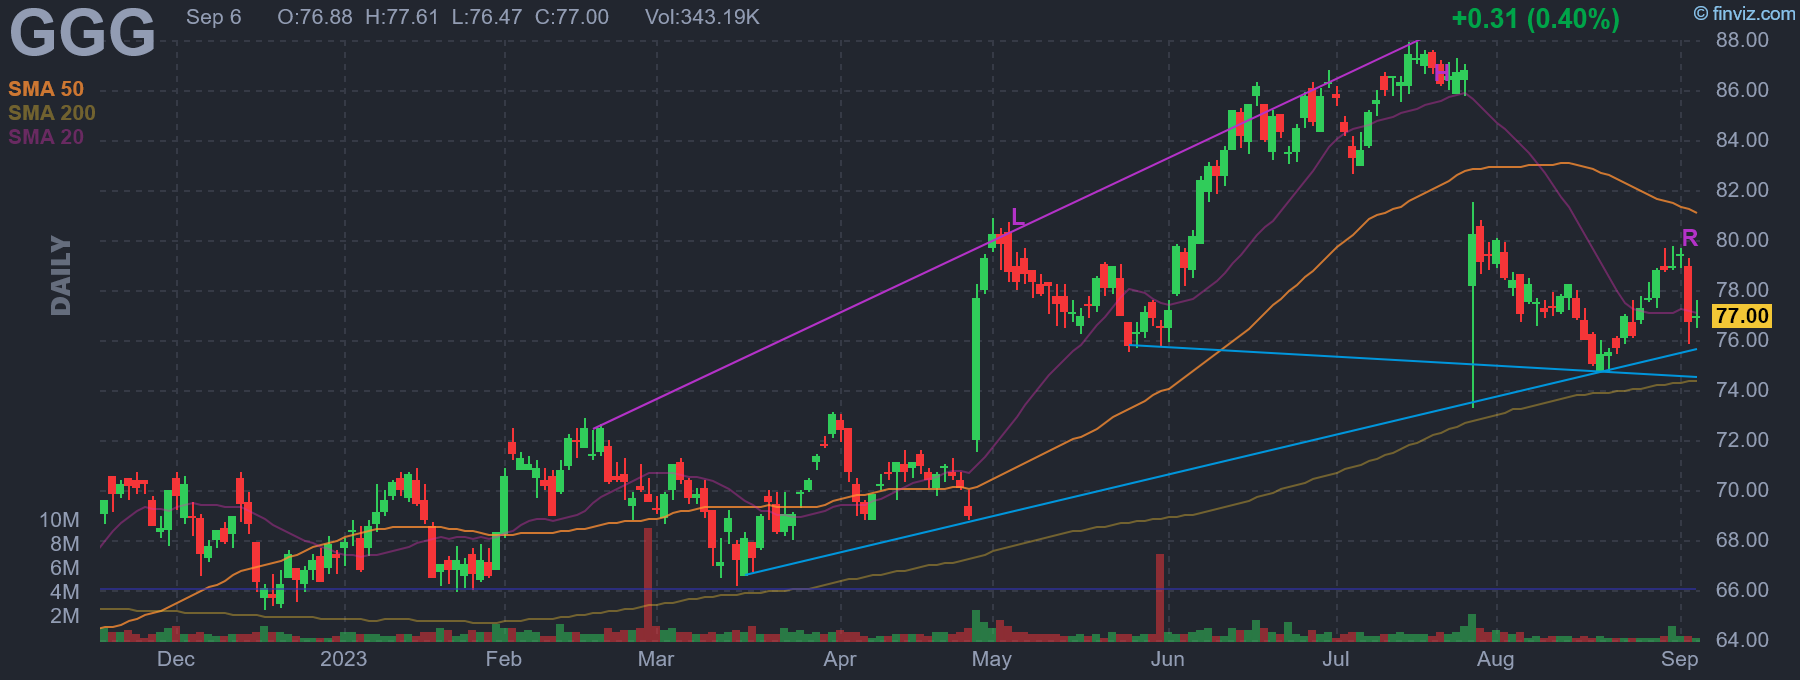 GGG
Sep 6 O:76.88 H:77.61 L:76.47 C:77.00 Vol:343.19K
+0.31 (0.40%)
© finviz.com
SMA 50
SMA 200
SMA 20
DAILY
88.00
86.00
84.00
82.00
80.00
78.00
77.00
76.00
74.00
72.00
70.00
68.00
66.00
64.00
10M
8M
6M
4M
2M
L
H
R
Dec 2023 Feb Mar Apr May Jun Jul Aug Sep